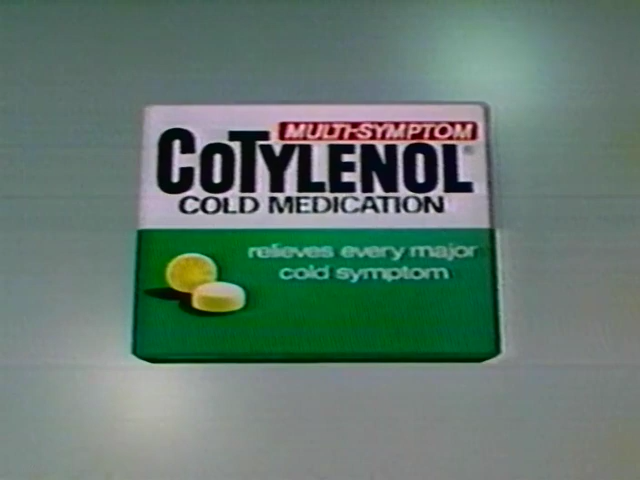 MULTI-SYMPTOM
COTYLENOL®
COLD MEDICATION
relieves every major
cold symptom